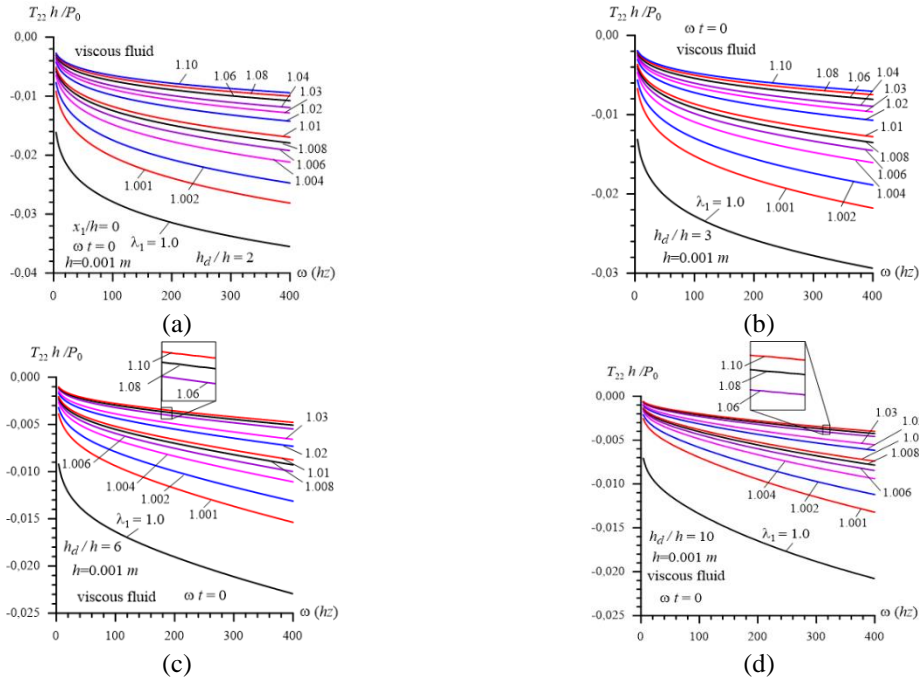 T22 h /P0
0,00
-0,01
-0,02
-0,03
-0,04
viscous fluid
1.10
1.06
1.08
1.04
1.03
1.02
1.01
1.008
1.006
1.004
1.002
1.001
x1/h= 0
ω t = 0
h=0.001 m
λ1 = 1.0
hd / h = 2
0 100 200 300 400
ω (hz)
(a)
T22 h /P0
0,00
-0,01
-0,02
-0,03
ω t = 0
viscous fluid
1.10
1.08
1.06
1.04
1.03
1.02
1.01
1.008
1.006
1.004
1.002
1.001
λ1 = 1.0
hd / h = 3
h=0.001 m
0 100 200 300 400
ω (hz)
(b)
T22 h /P0
0,000
-0,005
-0,010
-0,015
-0,020
-0,025
1.10
1.08
1.06
1.03
1.02
1.01
1.008
1.006
1.004
1.002
1.001
λ1 = 1.0
hd / h = 6
h=0.001 m
viscous fluid
ω t = 0
0 100 200 300 400
ω (hz)
(c)
T22 h /P0
0,000
-0,005
-0,010
-0,015
-0,020
-0,025
1.10
1.08
1.06
1.03
1.0
1.0
1.008
1.006
1.004
1.002
1.001
λ1 = 1.0
hd / h = 10
h=0.001 m
viscous fluid
ω t = 0
0 100 200 300 400
ω (hz)
(d)